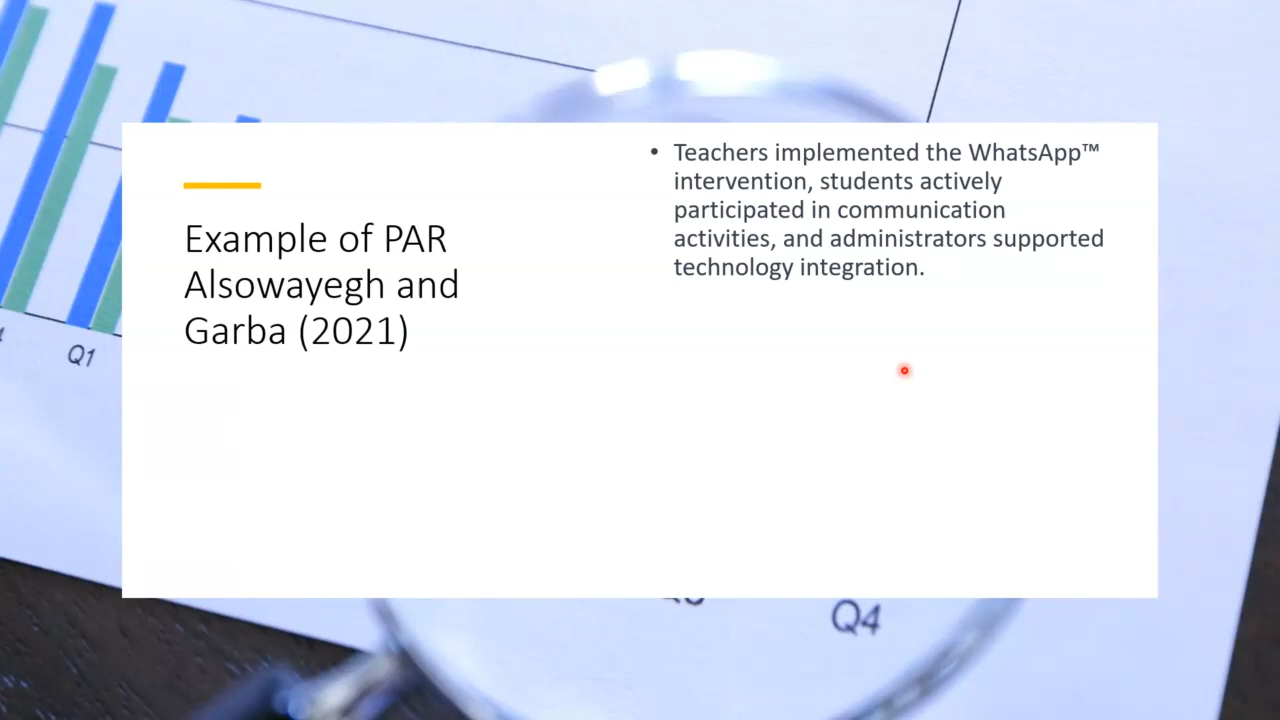 Example of PAR
Alsowayegh and
Garba (2021)
• Teachers implemented the WhatsApp™
intervention, students actively
participated in communication
activities, and administrators supported
technology integration.
Q1
Q4